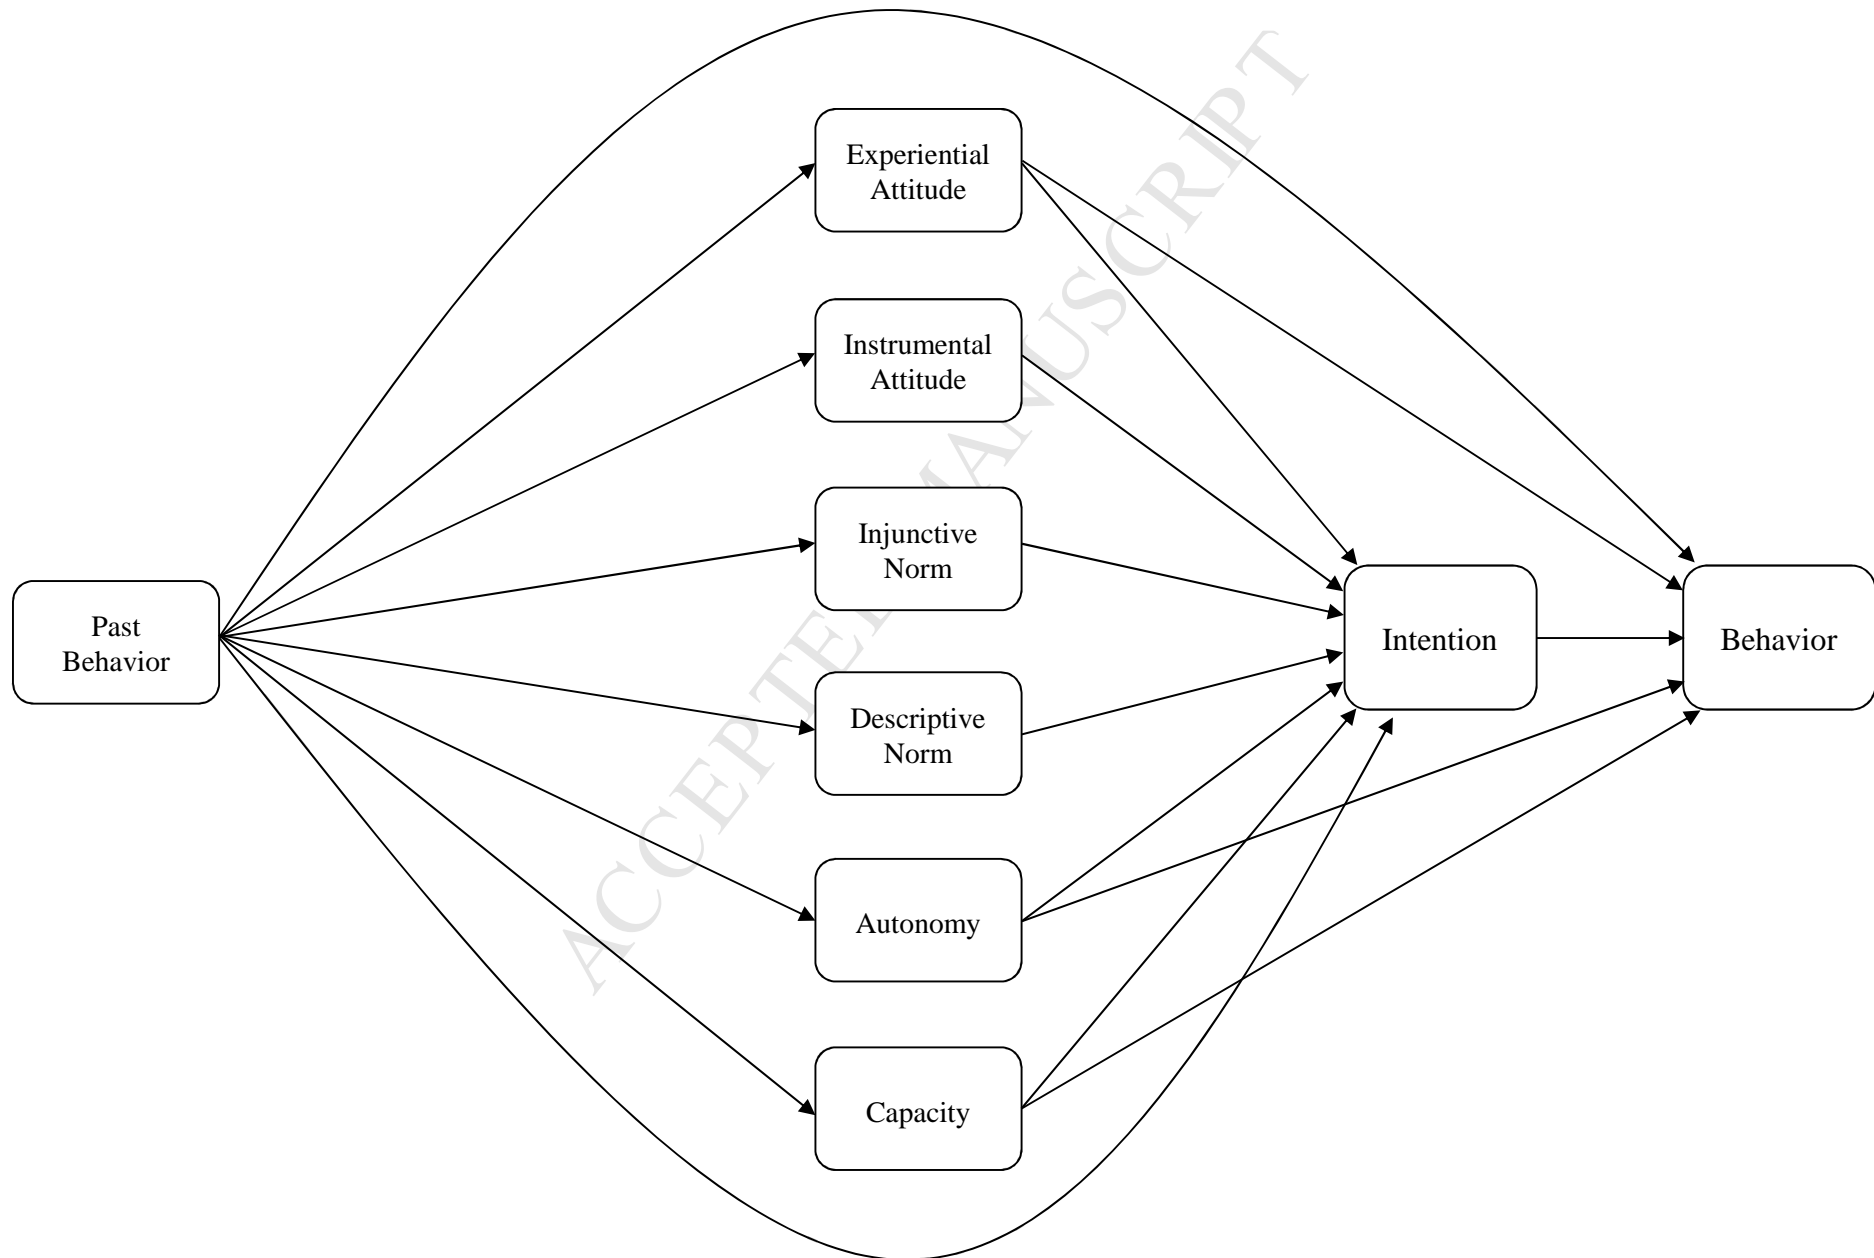 Experiential
Attitude
Instrumental
Attitude
Injunctive
Norm
Past
Behavior
Intention
Behavior
Descriptive
Norm
Autonomy
Capacity
ACCEPTED MANUSCRIPT